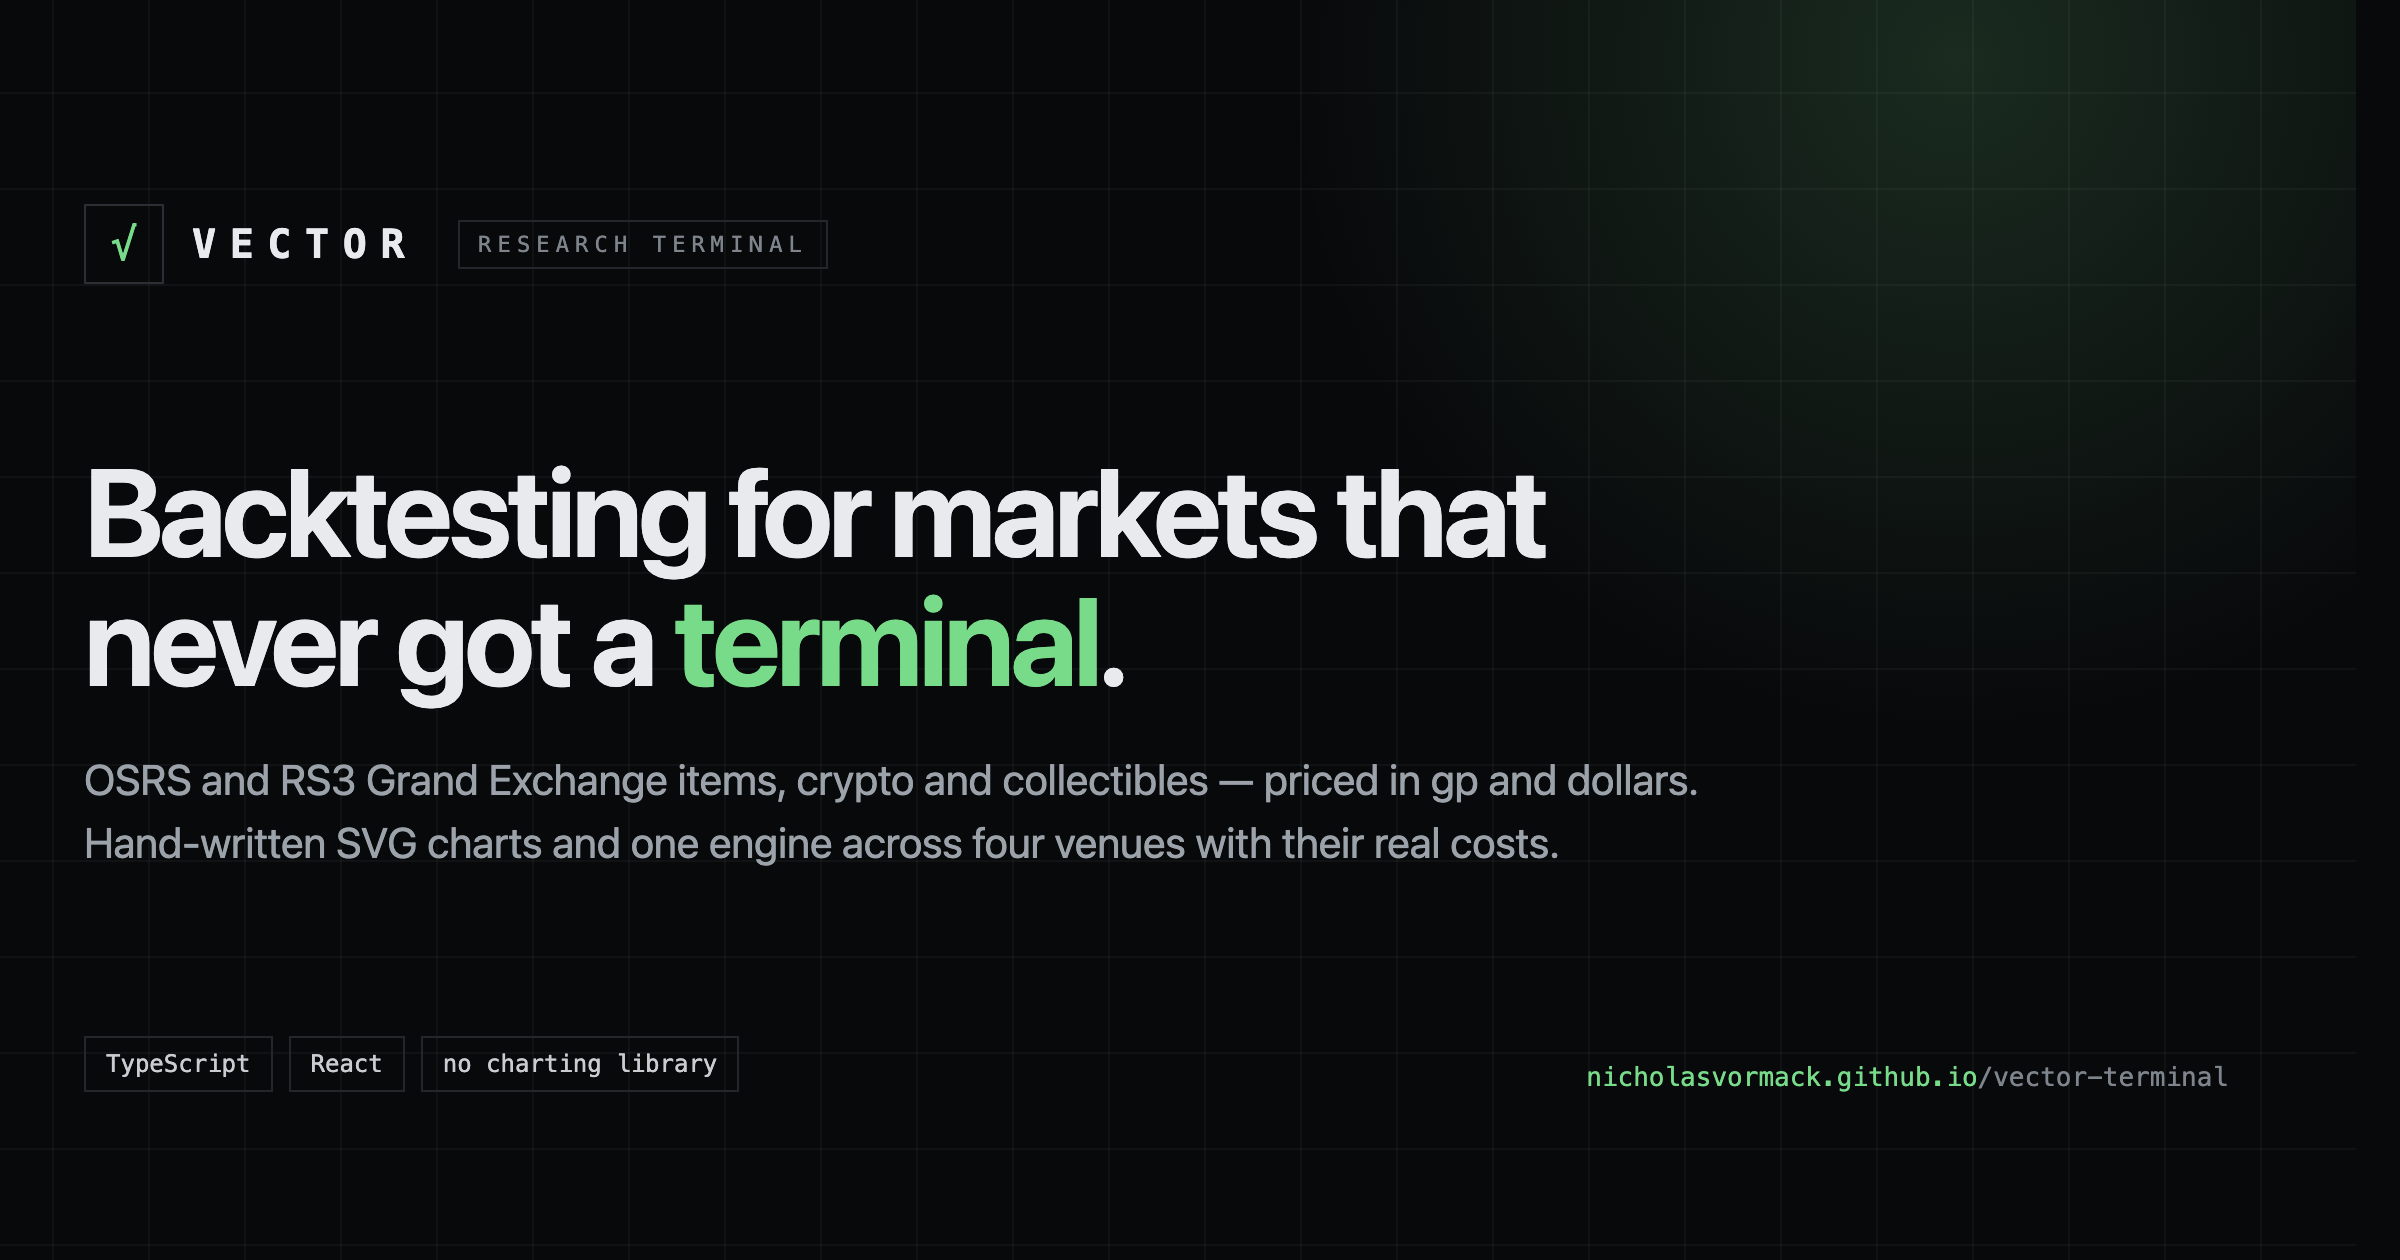 √ VECTOR RESEARCH TERMINAL
Backtesting for markets that
never got a terminal.
OSRS and RS3 Grand Exchange items, crypto and collectibles — priced in gp and dollars.
Hand-written SVG charts and one engine across four venues with their real costs.
TypeScript React no charting library
nicholasvormack.github.io/vector-terminal